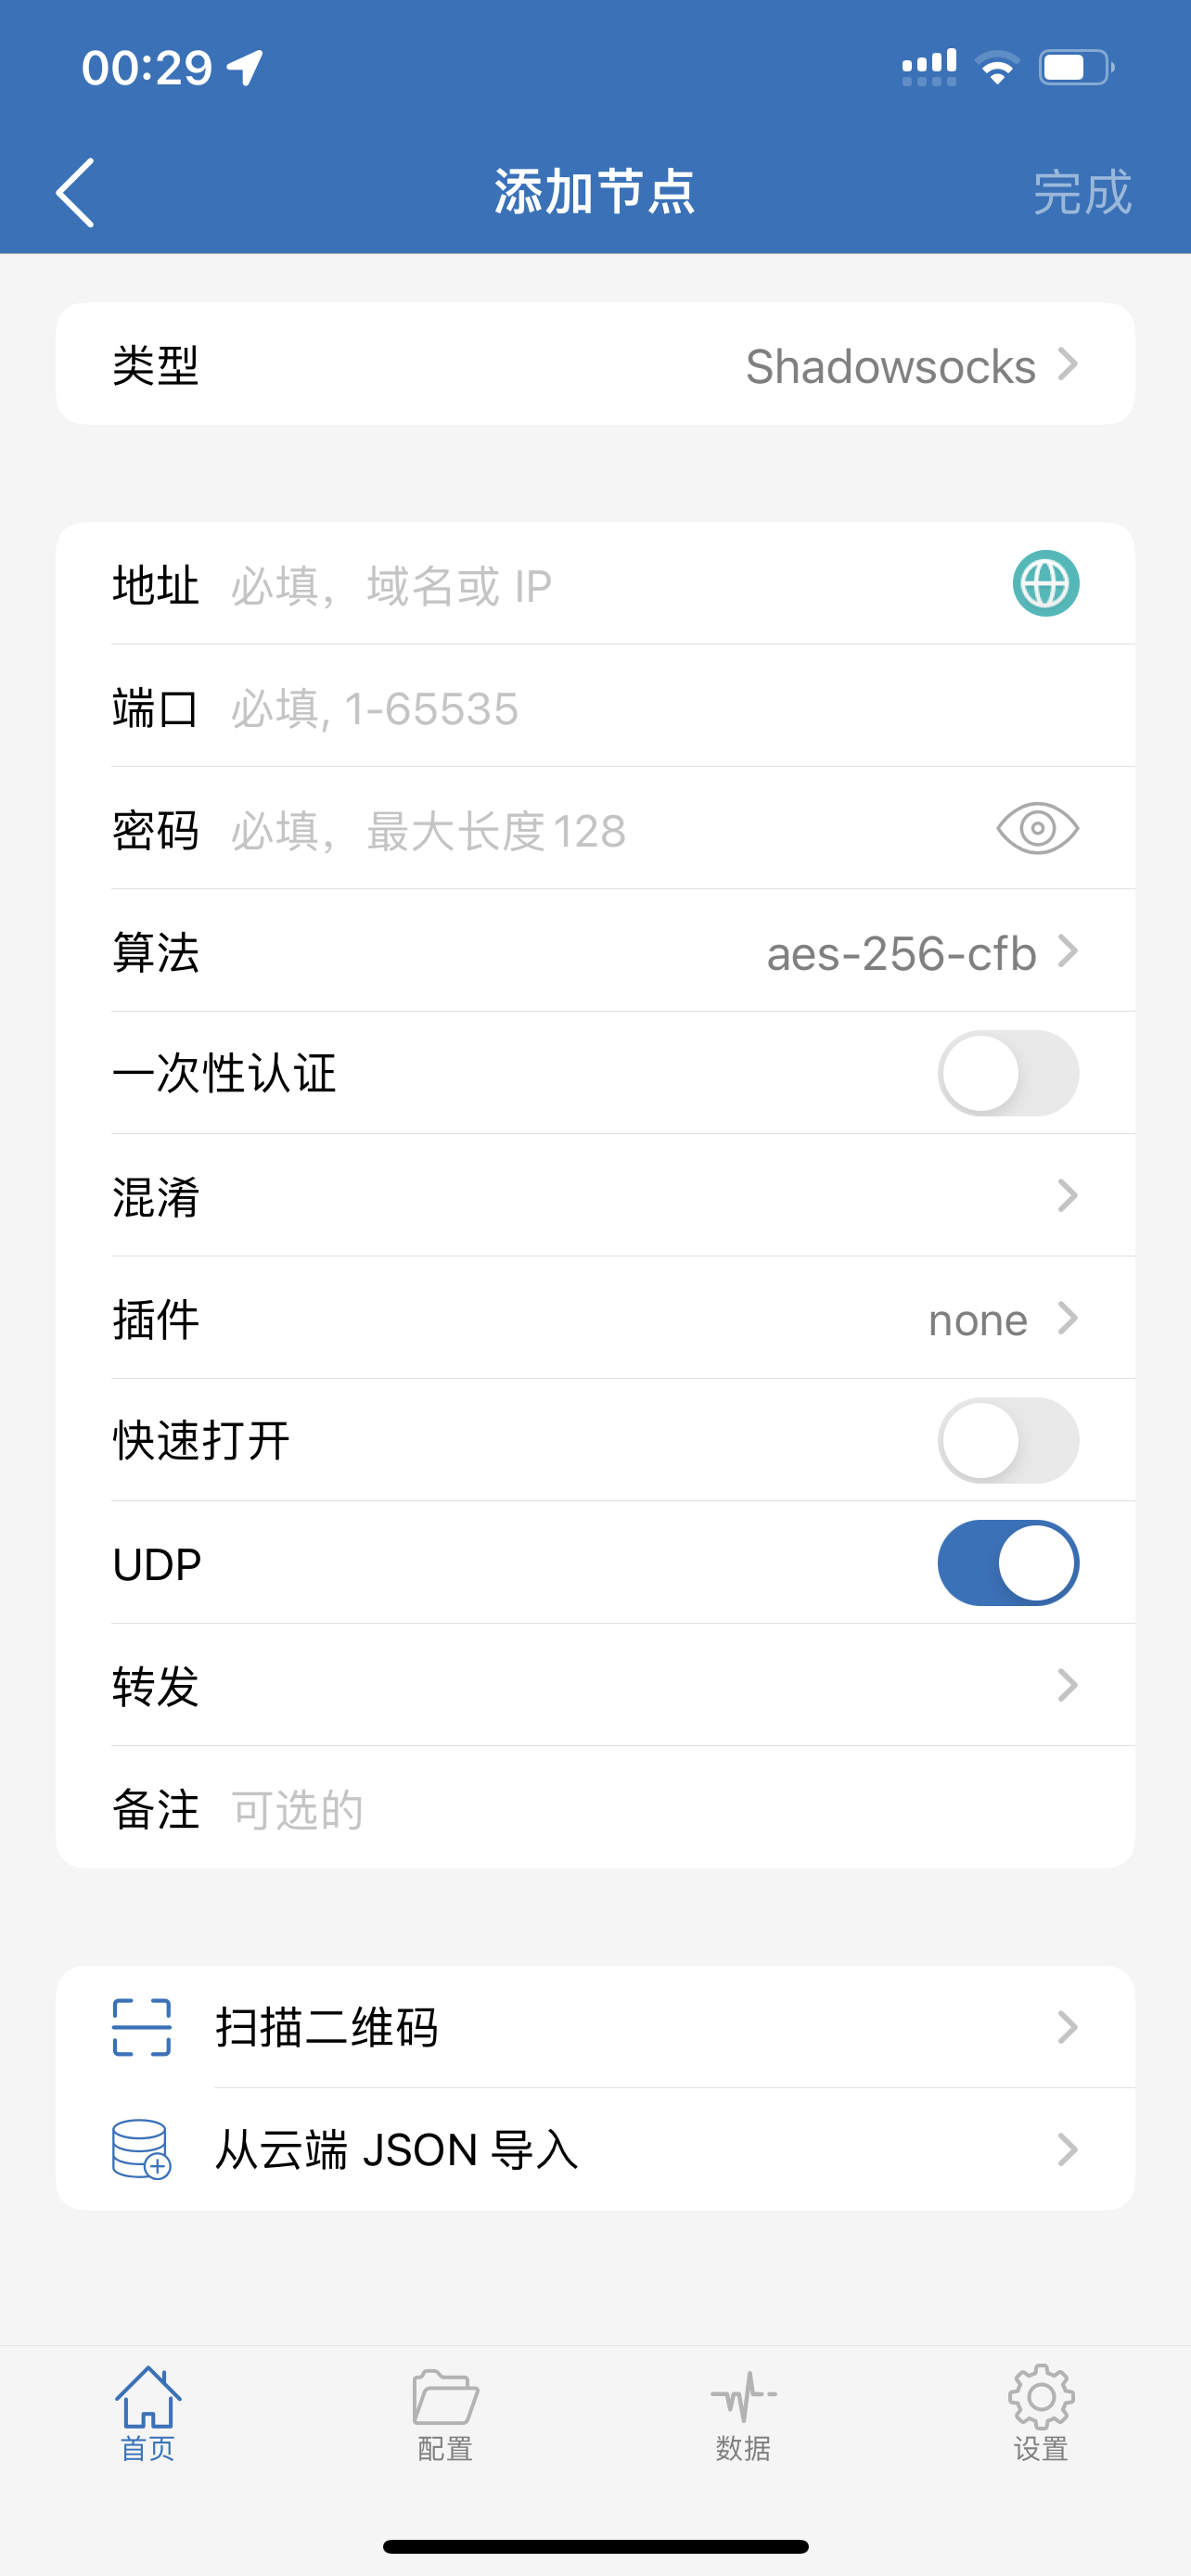 00:29
添加节点 完成
类型 Shadowsocks
地址 必填，域名或 IP
端口 必填, 1-65535
密码 必填，最大长度 128
算法 aes-256-cfb
一次性认证
混淆
插件 none
快速打开
UDP
转发
备注 可选的
扫描二维码
从云端 JSON 导入
首页 配置 数据 设置